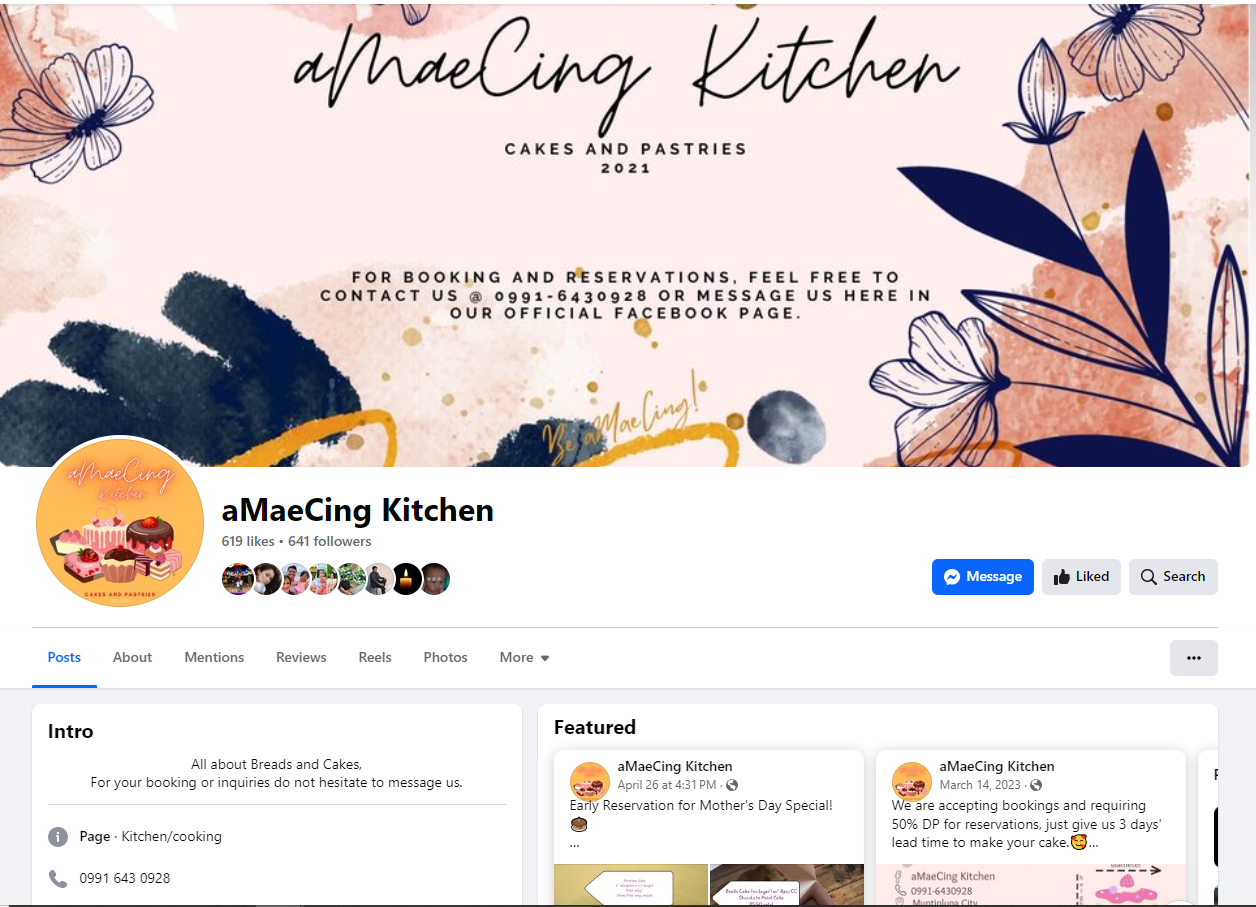 aMaeCing Kitchen
CAKES AND PASTRIES
2021
FOR BOOKING AND RESERVATIONS, FEEL FREE TO
CONTACT US @ 0991-6430928 OR MESSAGE US HERE IN
OUR OFFICIAL FACEBOOK PAGE.
Be aMaeCing!
aMaeCing
Kitchen
CAKES AND PASTRIES
aMaeCing Kitchen
619 likes • 641 followers
Message
Liked
Search
Posts
About
Mentions
Reviews
Reels
Photos
More
Intro
All about Breads and Cakes,
For your booking or inquiries do not hesitate to message us.
Page · Kitchen/cooking
0991 643 0928
Featured
aMaeCing Kitchen
April 26 at 4:31 PM ·
Early Reservation for Mother's Day Special!
...
aMaeCing Kitchen
March 14, 2023 ·
We are accepting bookings and requiring
50% DP for reservations, just give us 3 days'
lead time to make your cake.🥰...
aMaeCing Kitchen
0991-6430928
Muntinlupa City